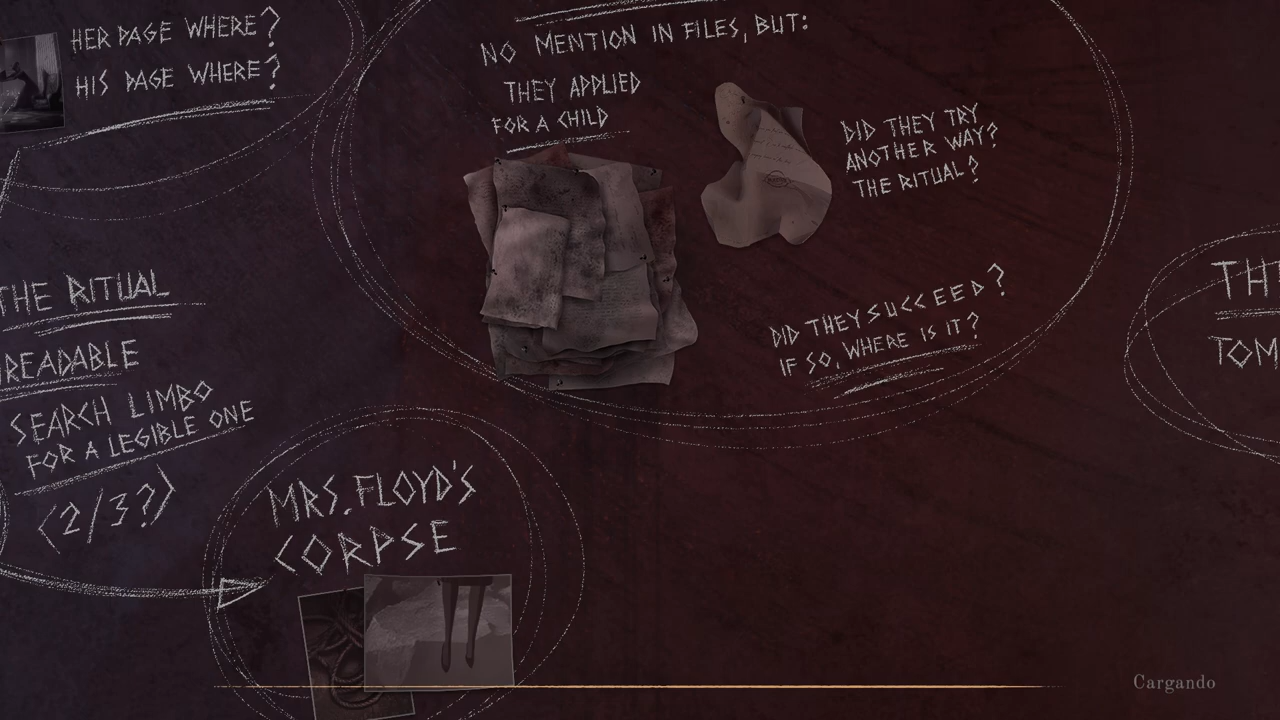 HER PAGE WHERE?
HIS PAGE WHERE?
NO MENTION IN FILES, BUT:
THEY APPLIED
FOR A CHILD
DID THEY TRY
ANOTHER WAY?
THE RITUAL?
DID THEY SUCCEED?
IF SO, WHERE IS IT?
THE RITUAL
READABLE
SEARCH LIMBO
FOR A LEGIBLE ONE
(2/3?)
MRS. FLOYD'S
CORPSE
TOM
Cargando